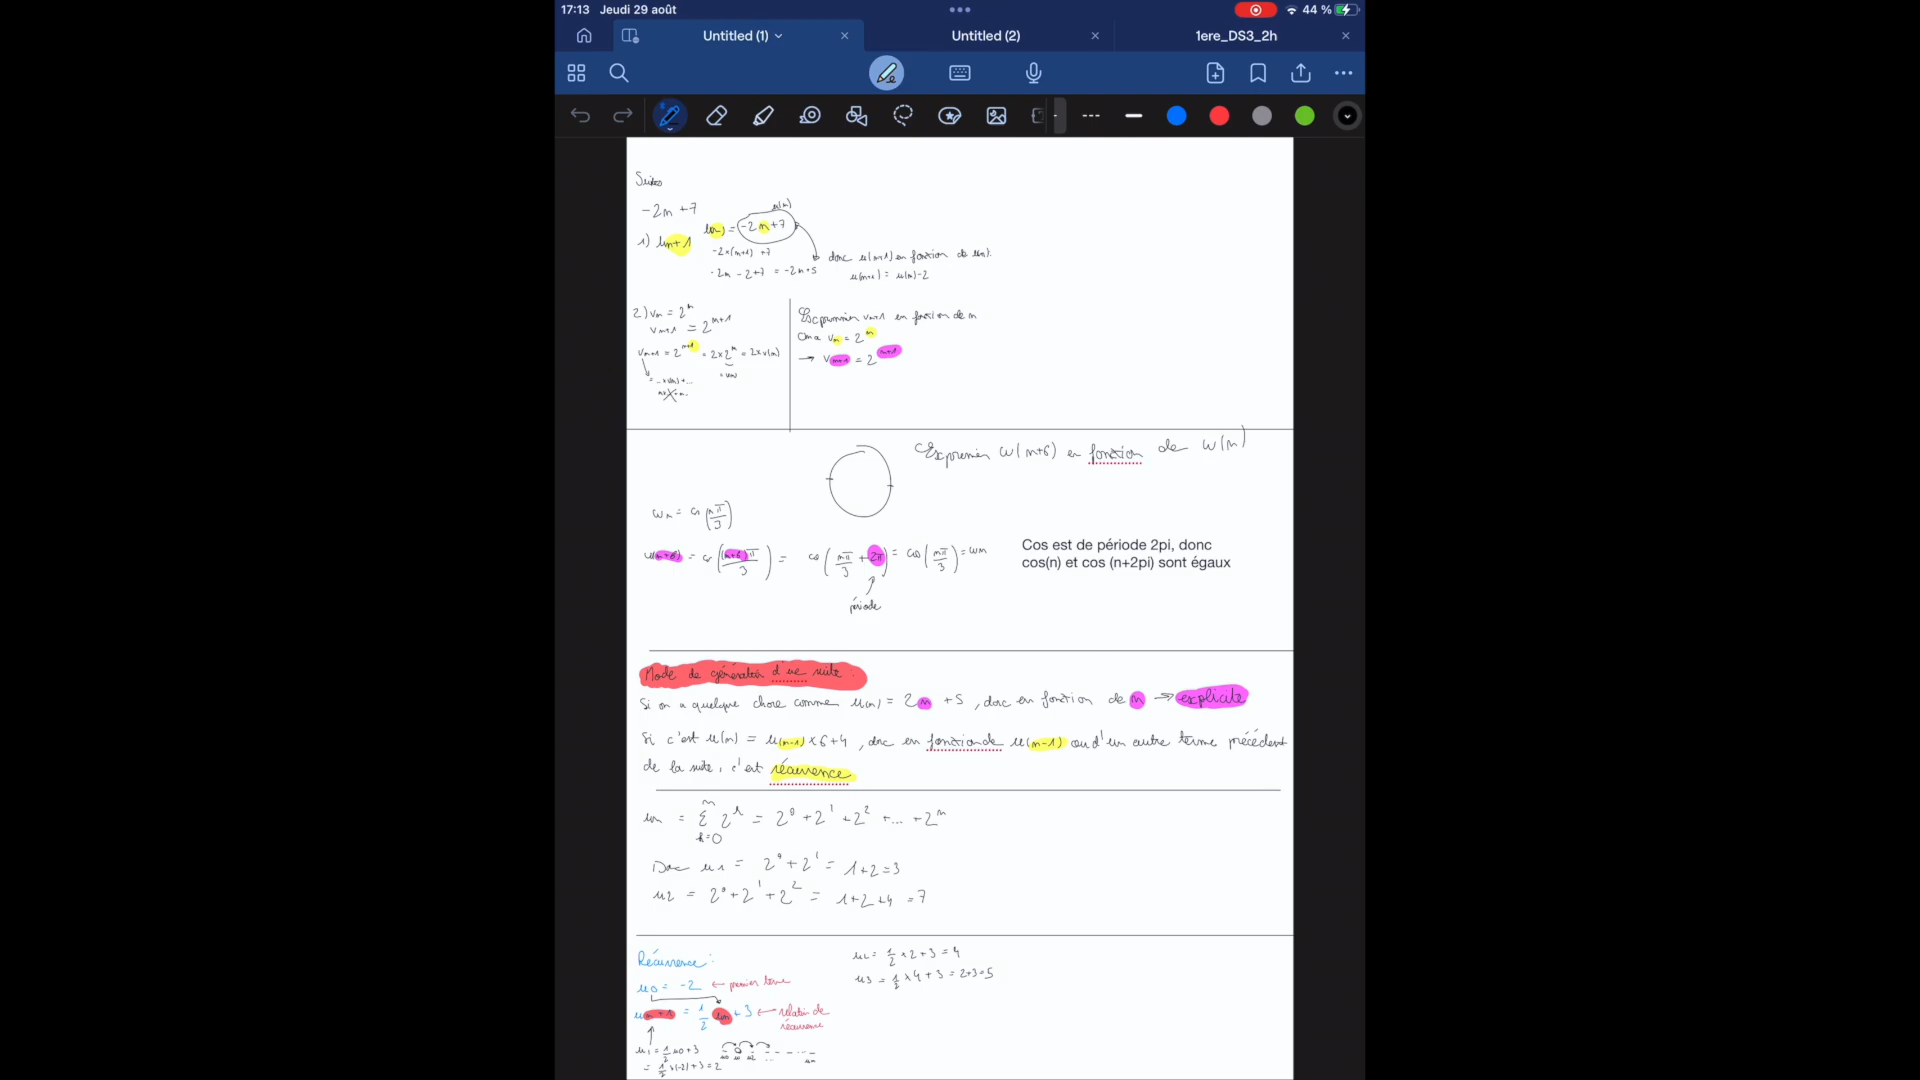 17:13 Jeudi 29 août
44 %
Untitled (1)
Untitled (2)
1ere_DS3_2h
Suites
-2n +7
1) un+1
u(n) = -2n+7
u(n)
-2×(n+1) +7
-2n -2+7 = -2n+5
donc u(n+1) en fonction de u(n):
u(n+1) = u(n)-2
2) vn = 2^n
vn+1 = 2^n+1
vn+1 = 2^n+1 = 2×2^n = 2×v(n)
Exprimer vn+1 en fonction de n
On a vn = 2^n
→ vn+1 = 2^n+1
Exprimer w(n+6) en fonction de w(n)
wn = cos(nπ/3)
w(n+6) = cos((n+6)π/3) = cos(nπ/3 + 2π) = cos(nπ/3) = wn
période
Cos est de période 2pi, donc
cos(n) et cos (n+2pi) sont égaux
Mode de génération d'une suite :
Si on a quelque chose comme u(n) = 2n +5, donc en fonction de n → explicite
Si c'est u(n) = u(n-1)×6+4, donc en fonction de u(n-1) ou d'un autre terme précédent
de la suite, c'est récurrence
un = Σ 2^k = 2^0 + 2^1 + 2^2 + ... + 2^n
n
k=0
Donc u1 = 2^0 + 2^1 = 1+2=3
u2 = 2^0 + 2^1 + 2^2 = 1+2+4 =7
Récurrence :
u0 = -2 ← premier terme
un+1 = 1/2 un + 3 ← relation de
récurrence
u1 = 1/2 u0 + 3
= 1/2 ×(-2) + 3 = 2
u0 u1 u2 ... un
u2 = 1/2 × 2 + 3 = 4
u3 = 1/2 × 4 + 3 = 2+3=5